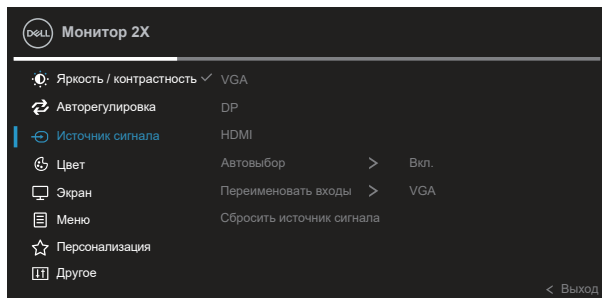 DELL Монитор 2X
Яркость / контрастность VGA
Авторегулировка DP
Источник сигнала HDMI
Цвет Автовыбор > Вкл.
Экран Переименовать входы > VGA
Меню Сбросить источник сигнала
Персонализация
Другое
< Выход